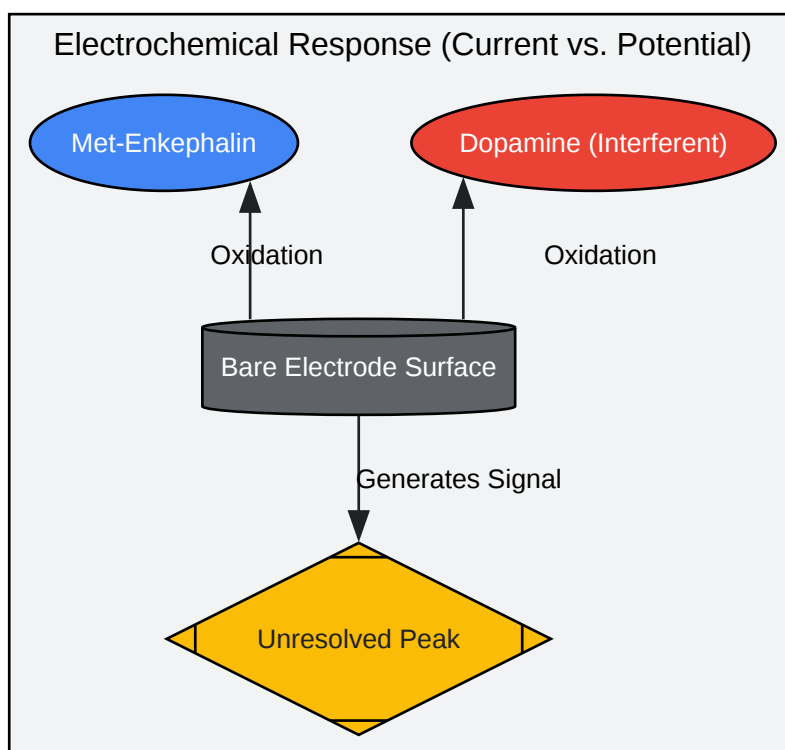 Electrochemical Response (Current vs. Potential)
Met-Enkephalin
Dopamine (Interferent)
Oxidation
Oxidation
Bare Electrode Surface
Generates Signal
Unresolved Peak